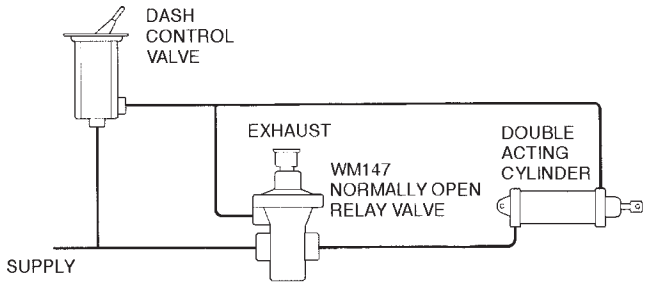 DASH
CONTROL
VALVE
EXHAUST
WM147
NORMALLY OPEN
RELAY VALVE
DOUBLE
ACTING
CYLINDER
SUPPLY